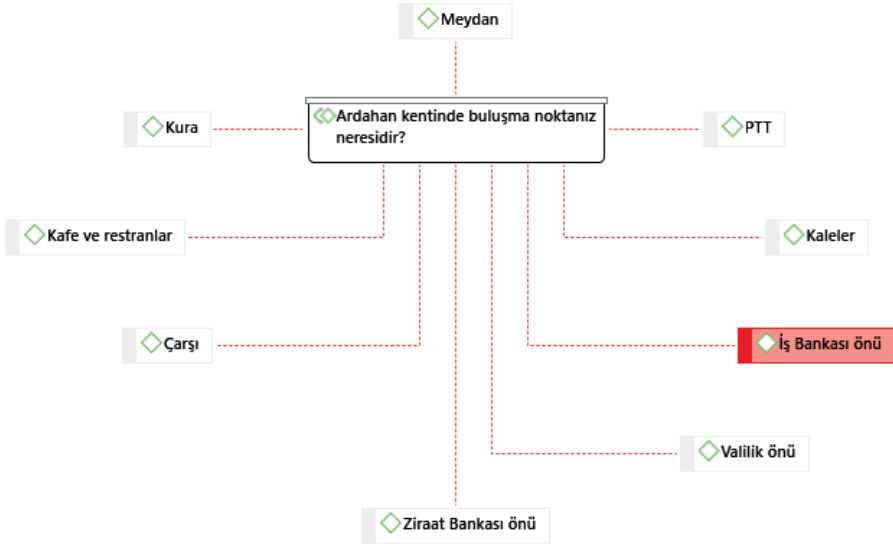 Meydan
Ardahan kentinde buluşma noktanız
neresidir?
Kura
PTT
Kafe ve restranlar
Kaleler
Çarşı
İş Bankası önü
Valilik önü
Ziraat Bankası önü